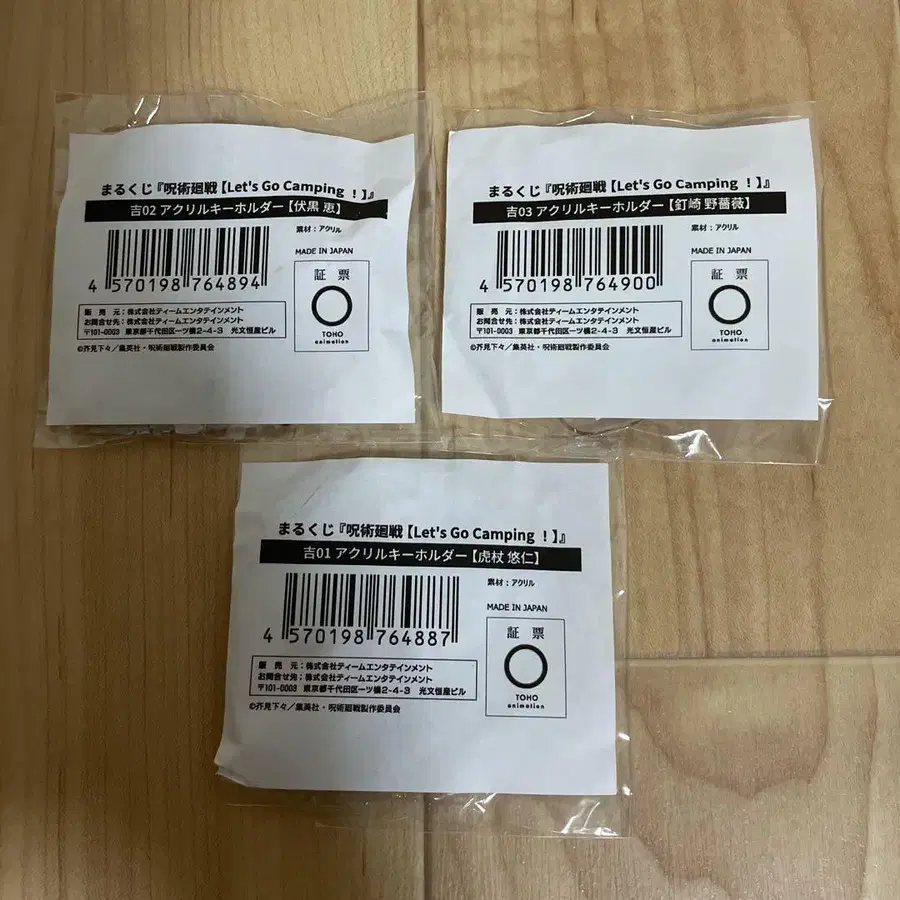 まるくじ『呪術廻戦【Let's Go Camping ！】』
吉02 アクリルキーホルダー【伏黒 恵】
素材：アクリル
MADE IN JAPAN
4 570198 764894
証 票
TOHO
animation
販 売 元：株式会社ティームエンタテインメント
お問合せ先：株式会社ティームエンタテインメント
〒101-0003 東京都千代田区一ツ橋2-4-3 光文恒産ビル
©芥見下々／集英社・呪術廻戦製作委員会
まるくじ『呪術廻戦【Let's Go Camping ！】』
吉03 アクリルキーホルダー【釘崎 野薔薇】
素材：アクリル
MADE IN JAPAN
4 570198 764900
証 票
TOHO
animation
販 売 元：株式会社ティームエンタテインメント
お問合せ先：株式会社ティームエンタテインメント
〒101-0003 東京都千代田区一ツ橋2-4-3 光文恒産ビル
©芥見下々／集英社・呪術廻戦製作委員会
まるくじ『呪術廻戦【Let's Go Camping ！】』
吉01 アクリルキーホルダー【虎杖 悠仁】
素材：アクリル
MADE IN JAPAN
4 570198 764887
証 票
TOHO
animation
販 売 元：株式会社ティームエンタテインメント
お問合せ先：株式会社ティームエンタテインメント
〒101-0003 東京都千代田区一ツ橋2-4-3 光文恒産ビル
©芥見下々／集英社・呪術廻戦製作委員会